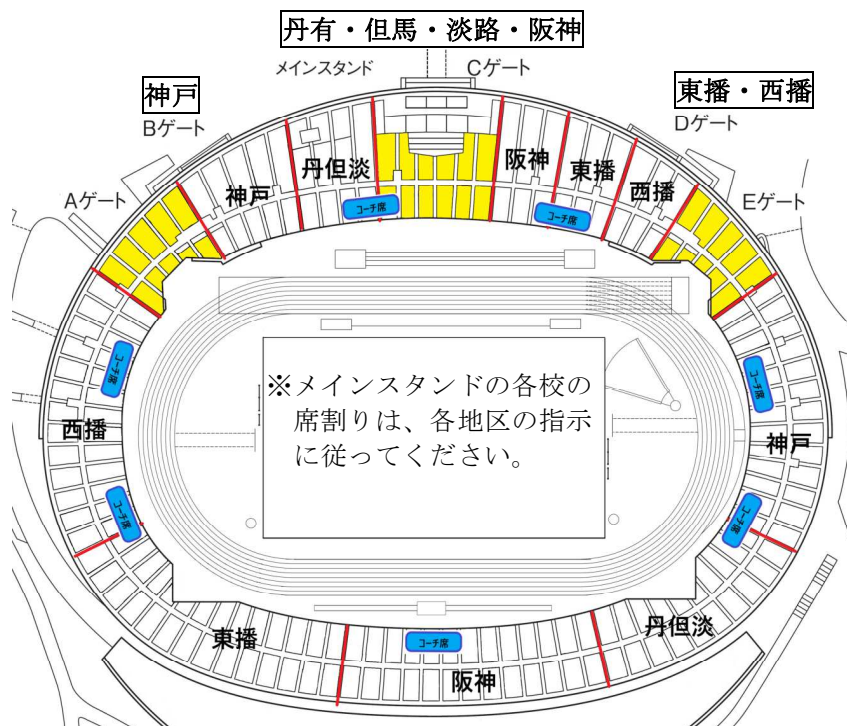 丹有・但馬・淡路・阪神
メインスタンド
Cゲート
神戸
Bゲート
東播・西播
Dゲート
Aゲート
Eゲート
神戸
丹但淡
阪神
東播
西播
コーチ席
コーチ席
コーチ席
コーチ席
※メインスタンドの各校の
席割りは、各地区の指示
に従ってください。
西播
神戸
コーチ席
コーチ席
東播
コーチ席
阪神
丹但淡